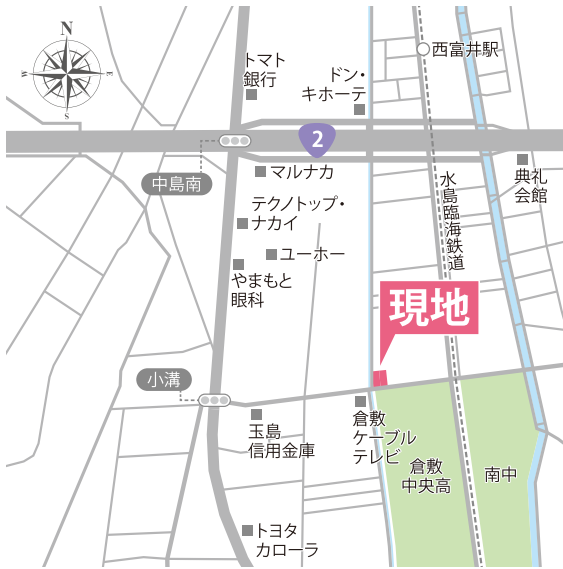 N
W
E
S
トマト
銀行
ドン・
キホーテ
西富井駅
2
中島南
マルナカ
典礼
会館
水島臨海鉄道
テクノトップ・
ナカイ
ユーホー
やまもと
眼科
現地
小溝
玉島
信用金庫
倉敷
ケーブル
テレビ
倉敷
中央高
南中
トヨタ
カローラ